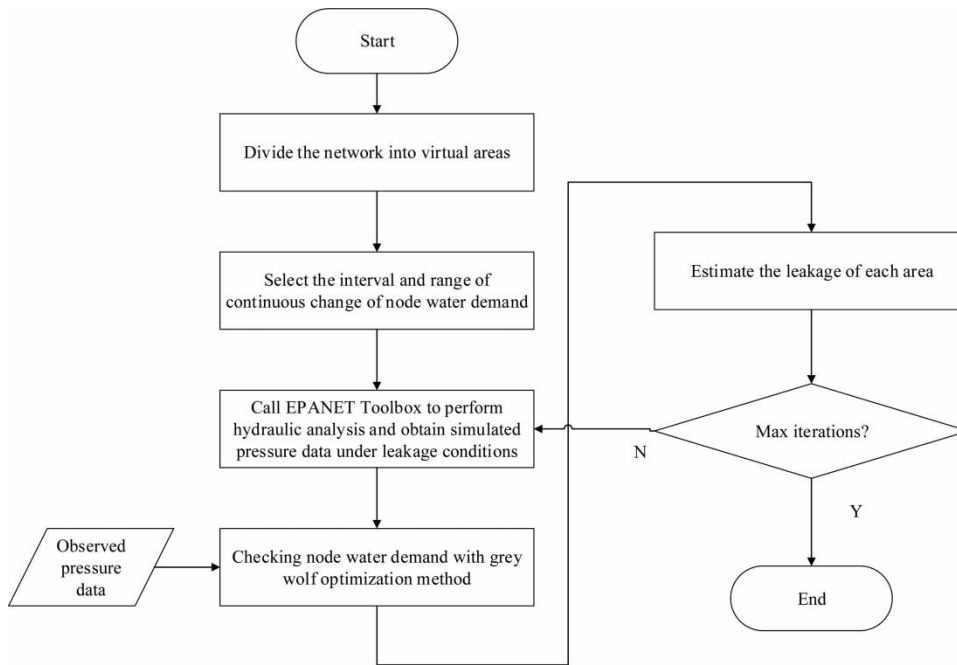 Start
Divide the network into virtual areas
Select the interval and range of
continuous change of node water demand
Call EPANET Toolbox to perform
hydraulic analysis and obtain simulated
pressure data under leakage conditions
Observed
pressure
data
Checking node water demand with grey
wolf optimization method
Estimate the leakage of each area
Max iterrations?
N
Y
End